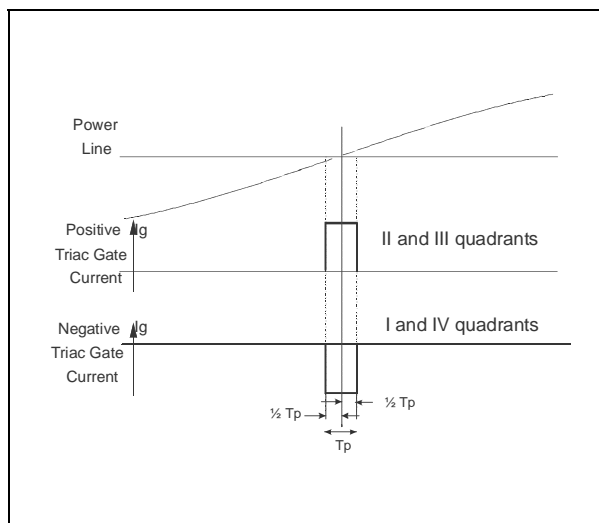 Power
Line
Positive Ig
Triac Gate
Current
II and III quadrants
Negative Ig
Triac Gate
Current
I and IV quadrants
½ Tp
½ Tp
Tp